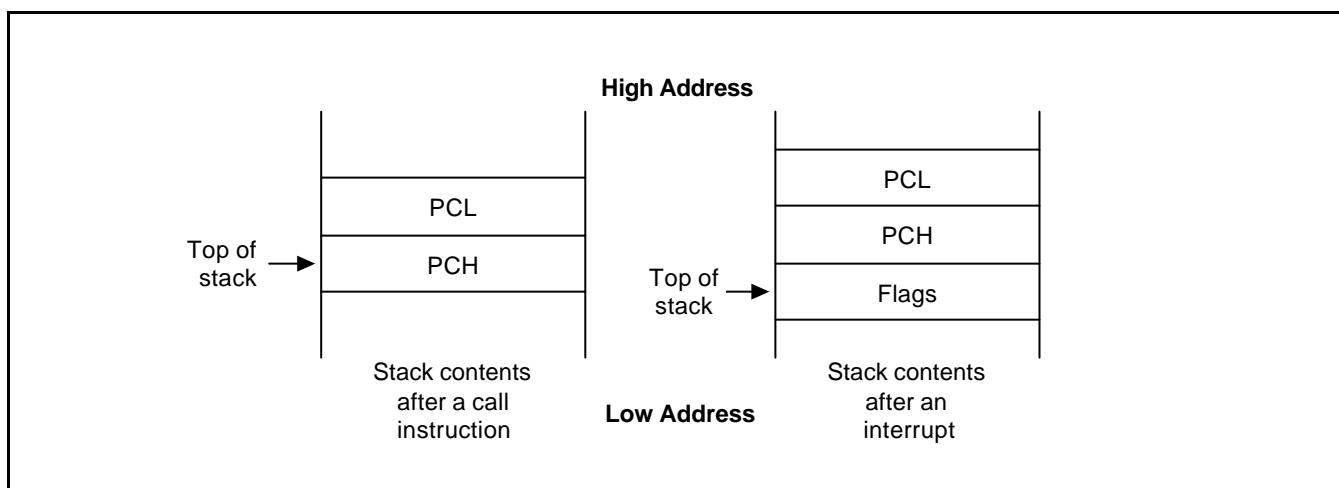 High Address
PCL
PCH
Top of
stack
Stack contents
after a call
instruction
PCL
PCH
Flags
Top of
stack
Stack contents
after an
interrupt
Low Address